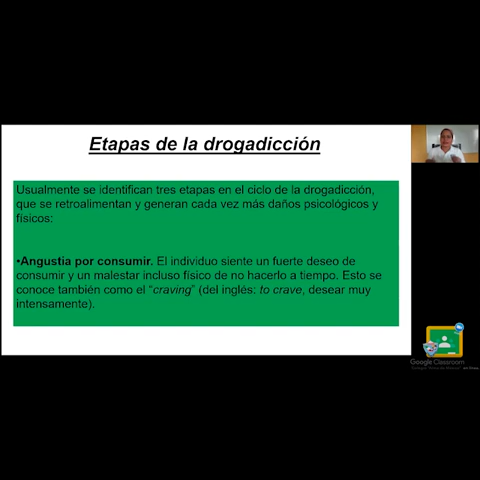 Etapas de la drogadicción
Usualmente se identifican tres etapas en el ciclo de la drogadicción,
que se retroalimentan y generan cada vez más daños psicológicos y
físicos:
•Angustia por consumir. El individuo siente un fuerte deseo de
consumir y un malestar incluso físico de no hacerlo a tiempo. Esto se
conoce también como el “craving” (del inglés: to crave, desear muy
intensamente).
Google Classroom